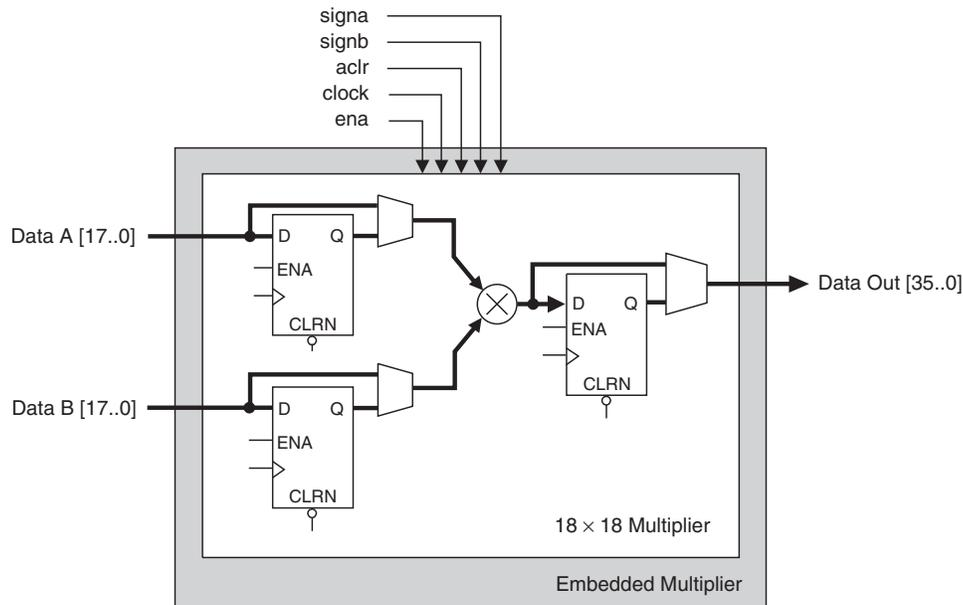 signa
signb
aclr
clock
ena
Data A [17..0]
D Q
ENA
CLRN
Data Out [35..0]
D Q
ENA
CLRN
Data B [17..0]
D Q
ENA
CLRN
18 × 18 Multiplier
Embedded Multiplier